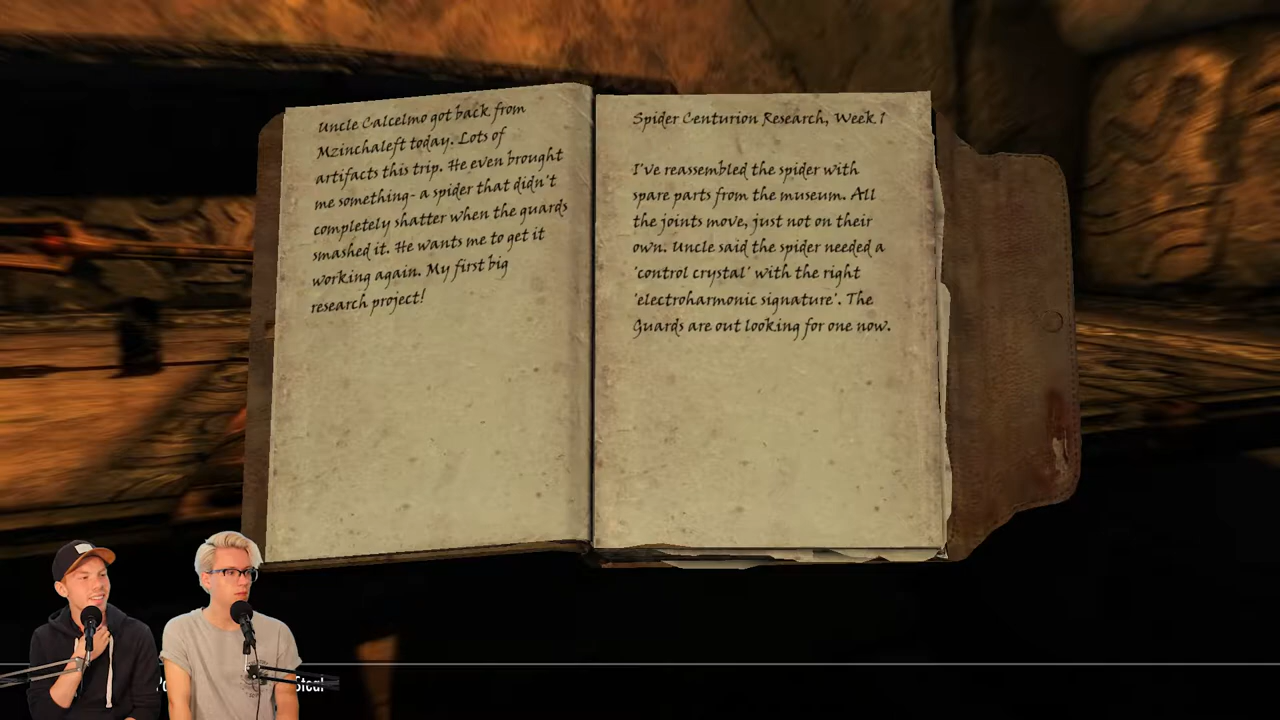 Uncle Calcelmo got back from
Mzinchaleft today. Lots of
artifacts this trip. He even brought
me something- a spider that didn't
completely shatter when the guards
smashed it. He wants me to get it
working again. My first big
research project!
Spider Centurion Research, Week 1
I've reassembled the spider with
spare parts from the museum. All
the joints move, just not on their
own. Uncle said the spider needed a
'control crystal' with the right
'electroharmonic signature'. The
Guards are out looking for one now.
Steal